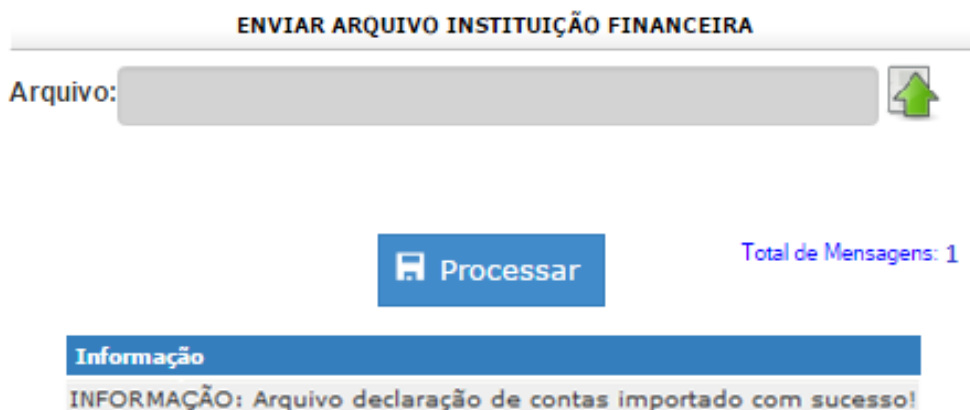 ENVIAR ARQUIVO INSTITUIÇÃO FINANCEIRA
Arquivo:
Processar
Total de Mensagens: 1
Informação
INFORMAÇÃO: Arquivo declaração de contas importado com sucesso!